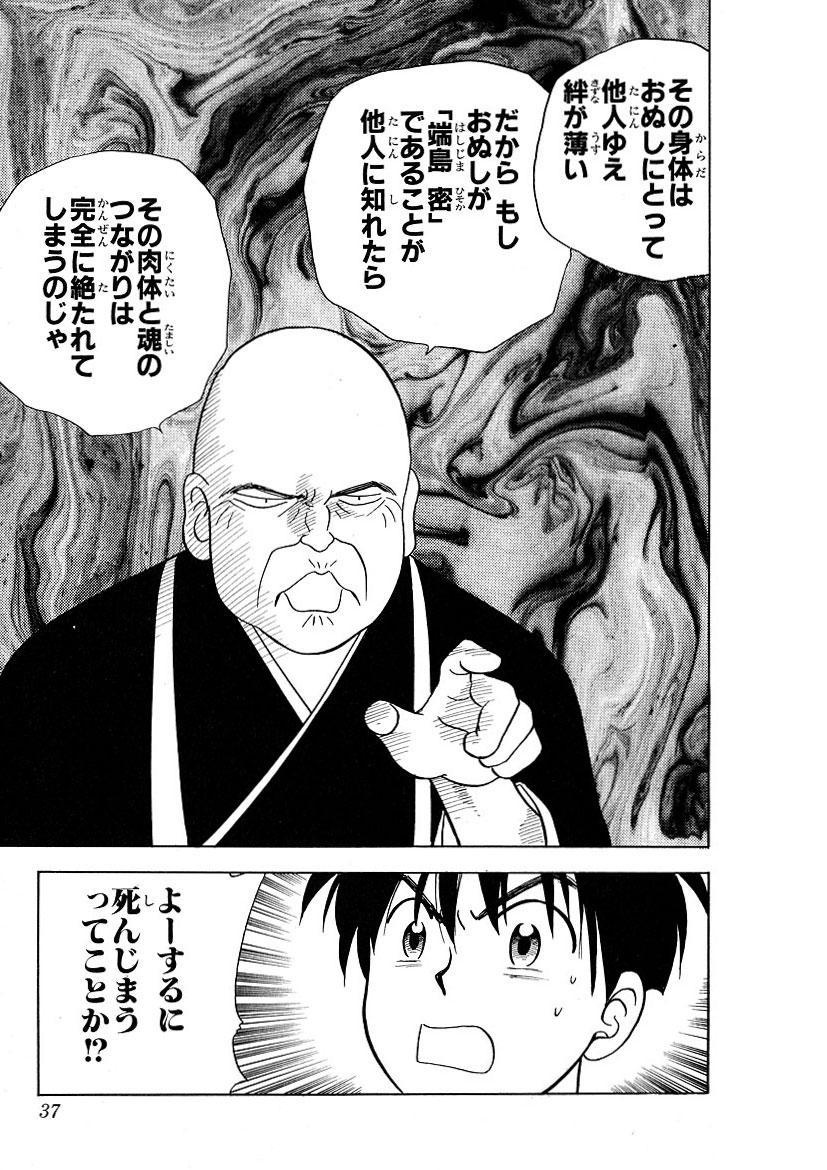 その身体は
おぬしにとって
他人ゆえ
絆が薄い
だから もし
おぬしが
「端島 密」
であることが
他人に知れたら
その肉体と魂の
つながりは
完全に絶たれて
しまうのじゃ
よーするに
死んじまう
ってことか!?
37